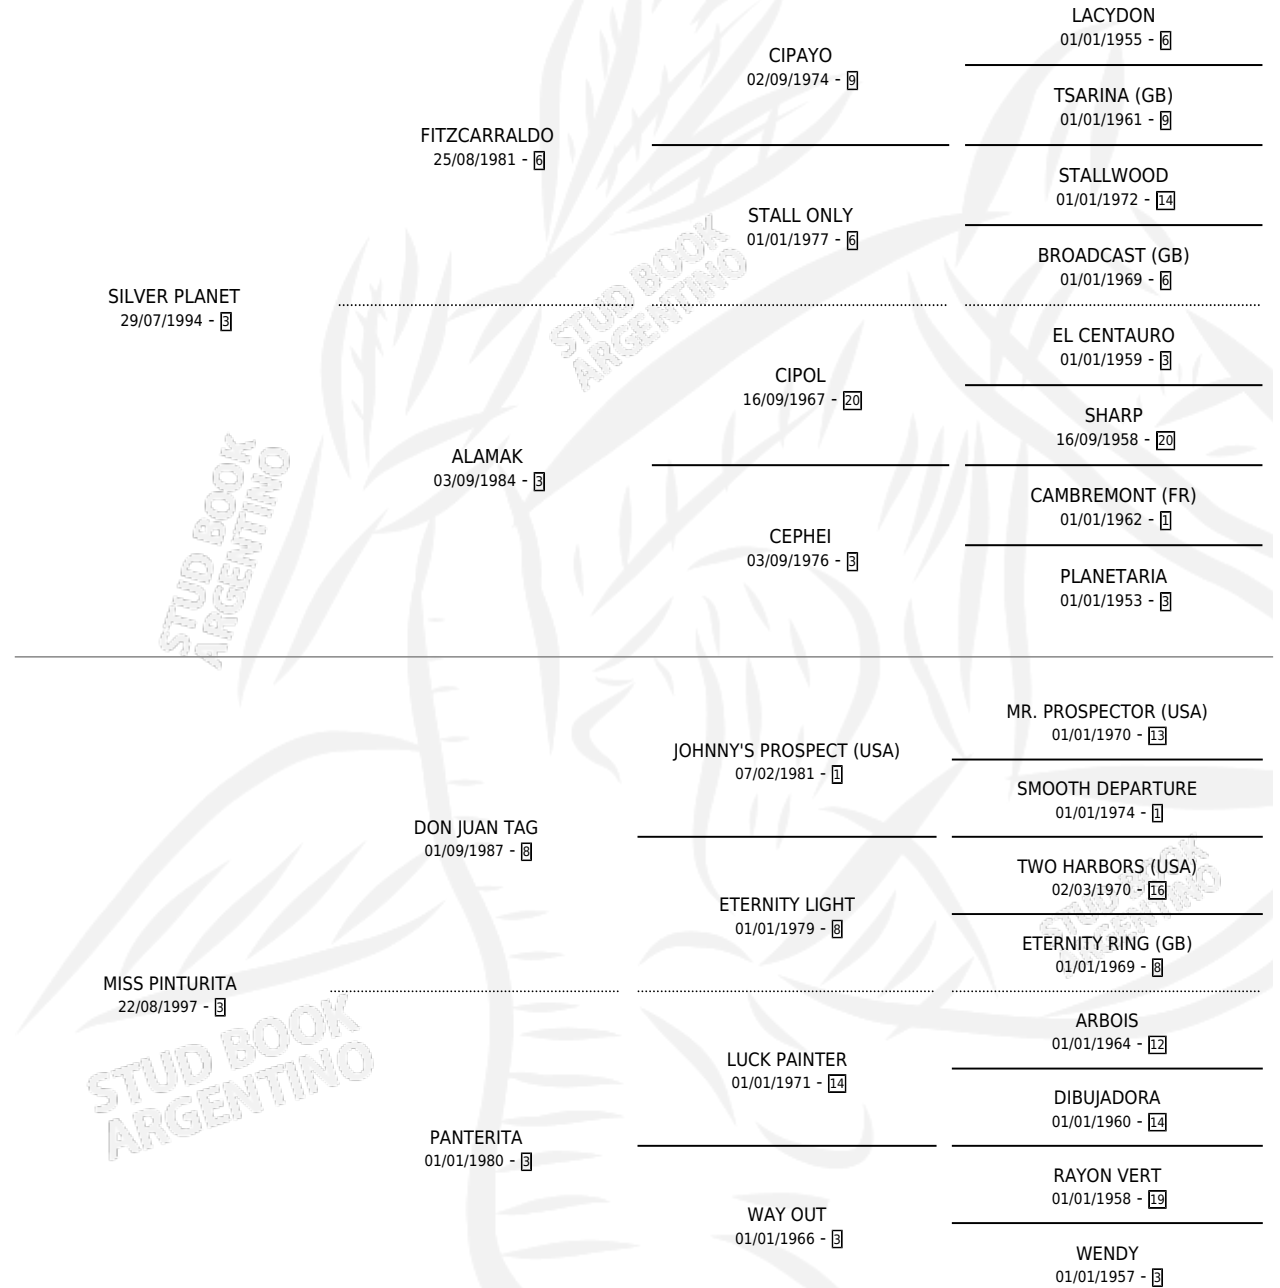 LACYDON
01/01/1955 - 6
CIPAYO
02/09/1974 - 9
TSARINA (GB)
01/01/1961 - 9
FITZCARRALDO
25/08/1981 - 6
STALLWOOD
01/01/1972 - 14
STALL ONLY
01/01/1977 - 6
BROADCAST (GB)
01/01/1969 - 6
SILVER PLANET
29/07/1994 - 3
STUD BOOK
ARGENTINO
EL CENTAURO
01/01/1959 - 3
CIPOL
16/09/1967 - 20
SHARP
16/09/1958 - 20
ALAMAK
03/09/1984 - 3
CAMBREMONT (FR)
01/01/1962 - 1
CEPHEI
03/09/1976 - 3
PLANETARIA
01/01/1953 - 3
STUD BOOK
ARGENTINO
MR. PROSPECTOR (USA)
01/01/1970 - 13
JOHNNY'S PROSPECT (USA)
07/02/1981 - 1
SMOOTH DEPARTURE
01/01/1974 - 1
DON JUAN TAG
01/09/1987 - 8
TWO HARBORS (USA)
02/03/1970 - 16
ETERNITY LIGHT
01/01/1979 - 8
STUD BOOK
ARGENTINO
ETERNITY RING (GB)
01/01/1969 - 8
MISS PINTURITA
22/08/1997 - 3
ARBOIS
01/01/1964 - 12
LUCK PAINTER
01/01/1971 - 14
DIBUJADORA
01/01/1960 - 14
STUD BOOK
ARGENTINO
PANTERITA
01/01/1980 - 3
RAYON VERT
01/01/1958 - 19
WAY OUT
01/01/1966 - 3
WENDY
01/01/1957 - 3